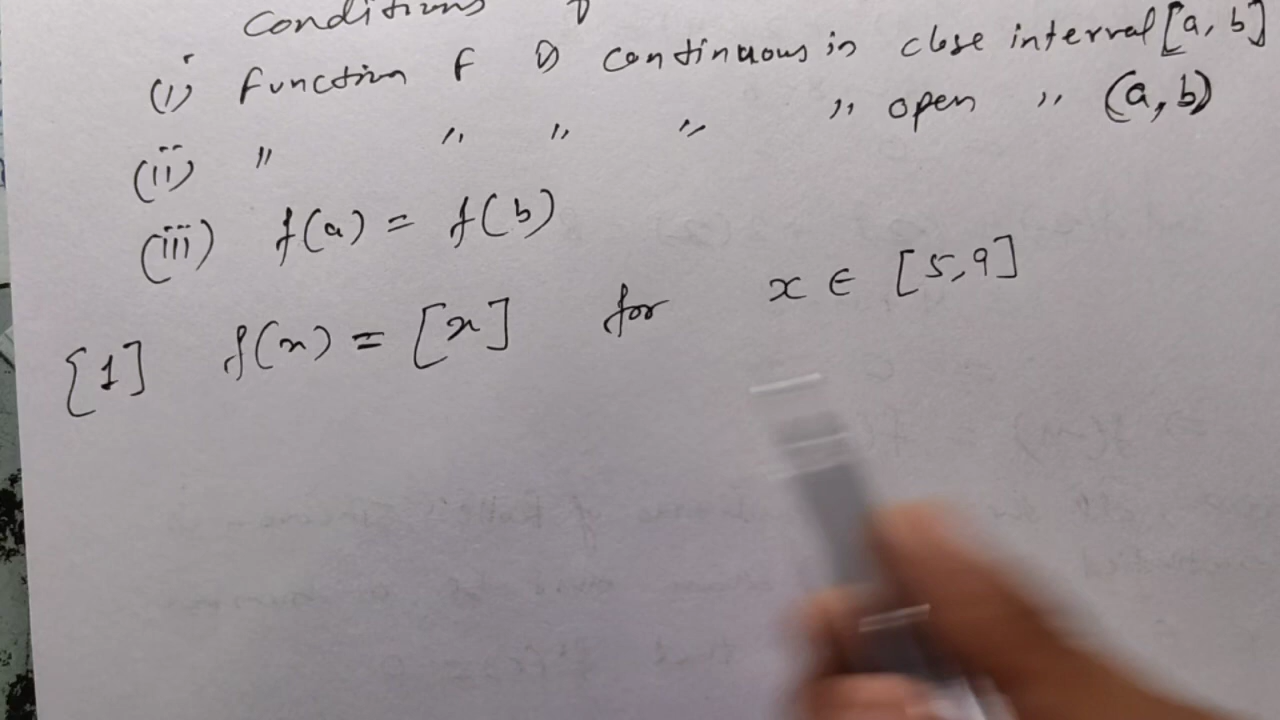 conditions
(i) function f is continuous in close interval [a, b]
(ii) " " " " " open " (a, b)
(iii) f(a) = f(b)
[1] f(x) = [x] for x ∈ [5,9]